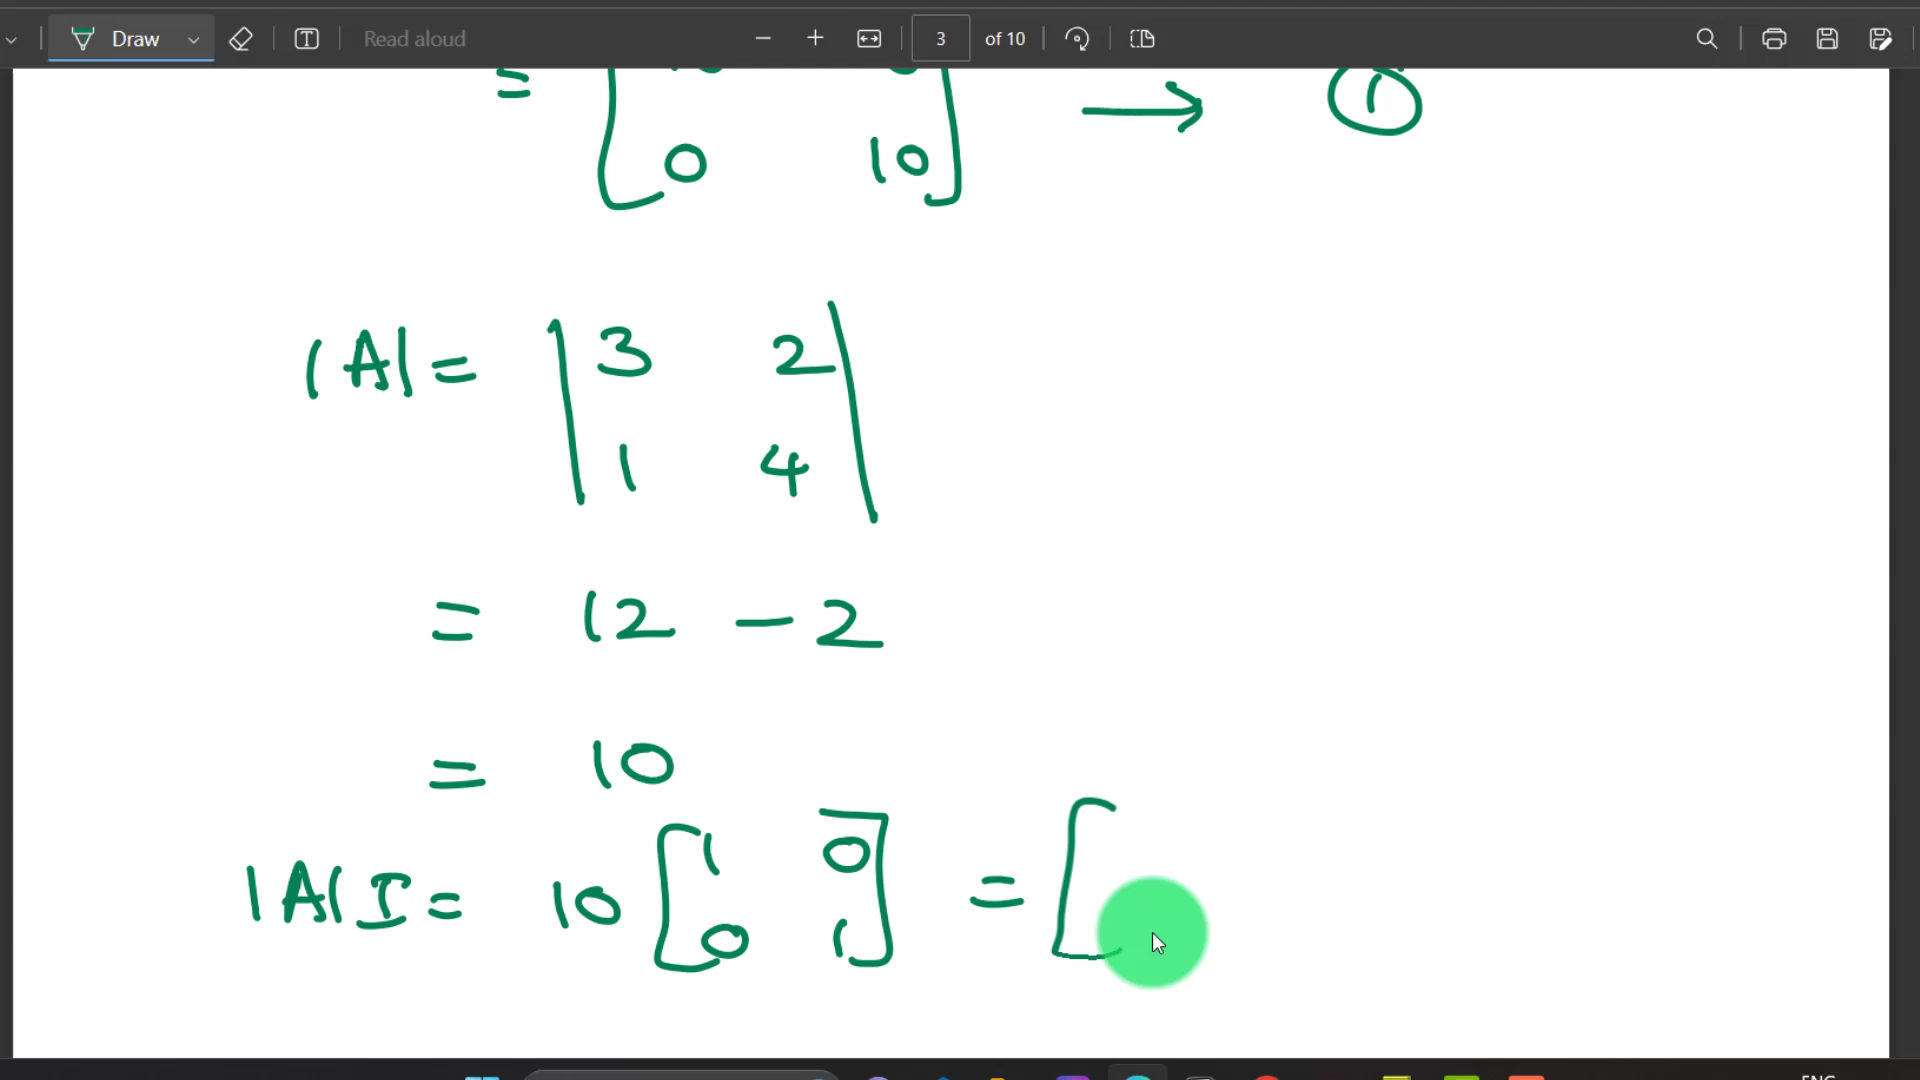 Draw Read aloud 3 of 10
= [ 0 10 ] → 1
|A| = | 3 2 |
| 1 4 |
= 12 - 2
= 10
|A| I = 10 [ 1 0 ] = [
[ 0 1 ]
ENG